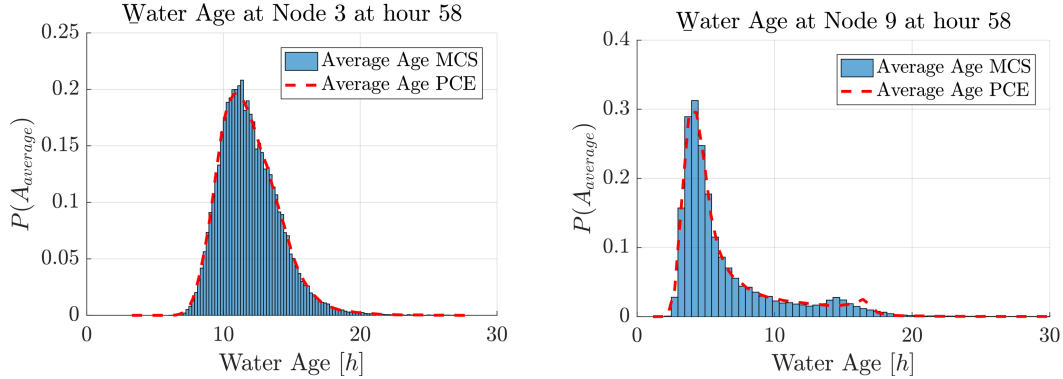 Water Age at Node 3 at hour 58
0.25
0.2
0.15
0.1
0.05
0
P(A_average)
0 10 20 30
Water Age [h]
Average Age MCS
Average Age PCE
Water Age at Node 9 at hour 58
0.4
0.3
0.2
0.1
0
P(A_average)
0 10 20 30
Water Age [h]
Average Age MCS
Average Age PCE